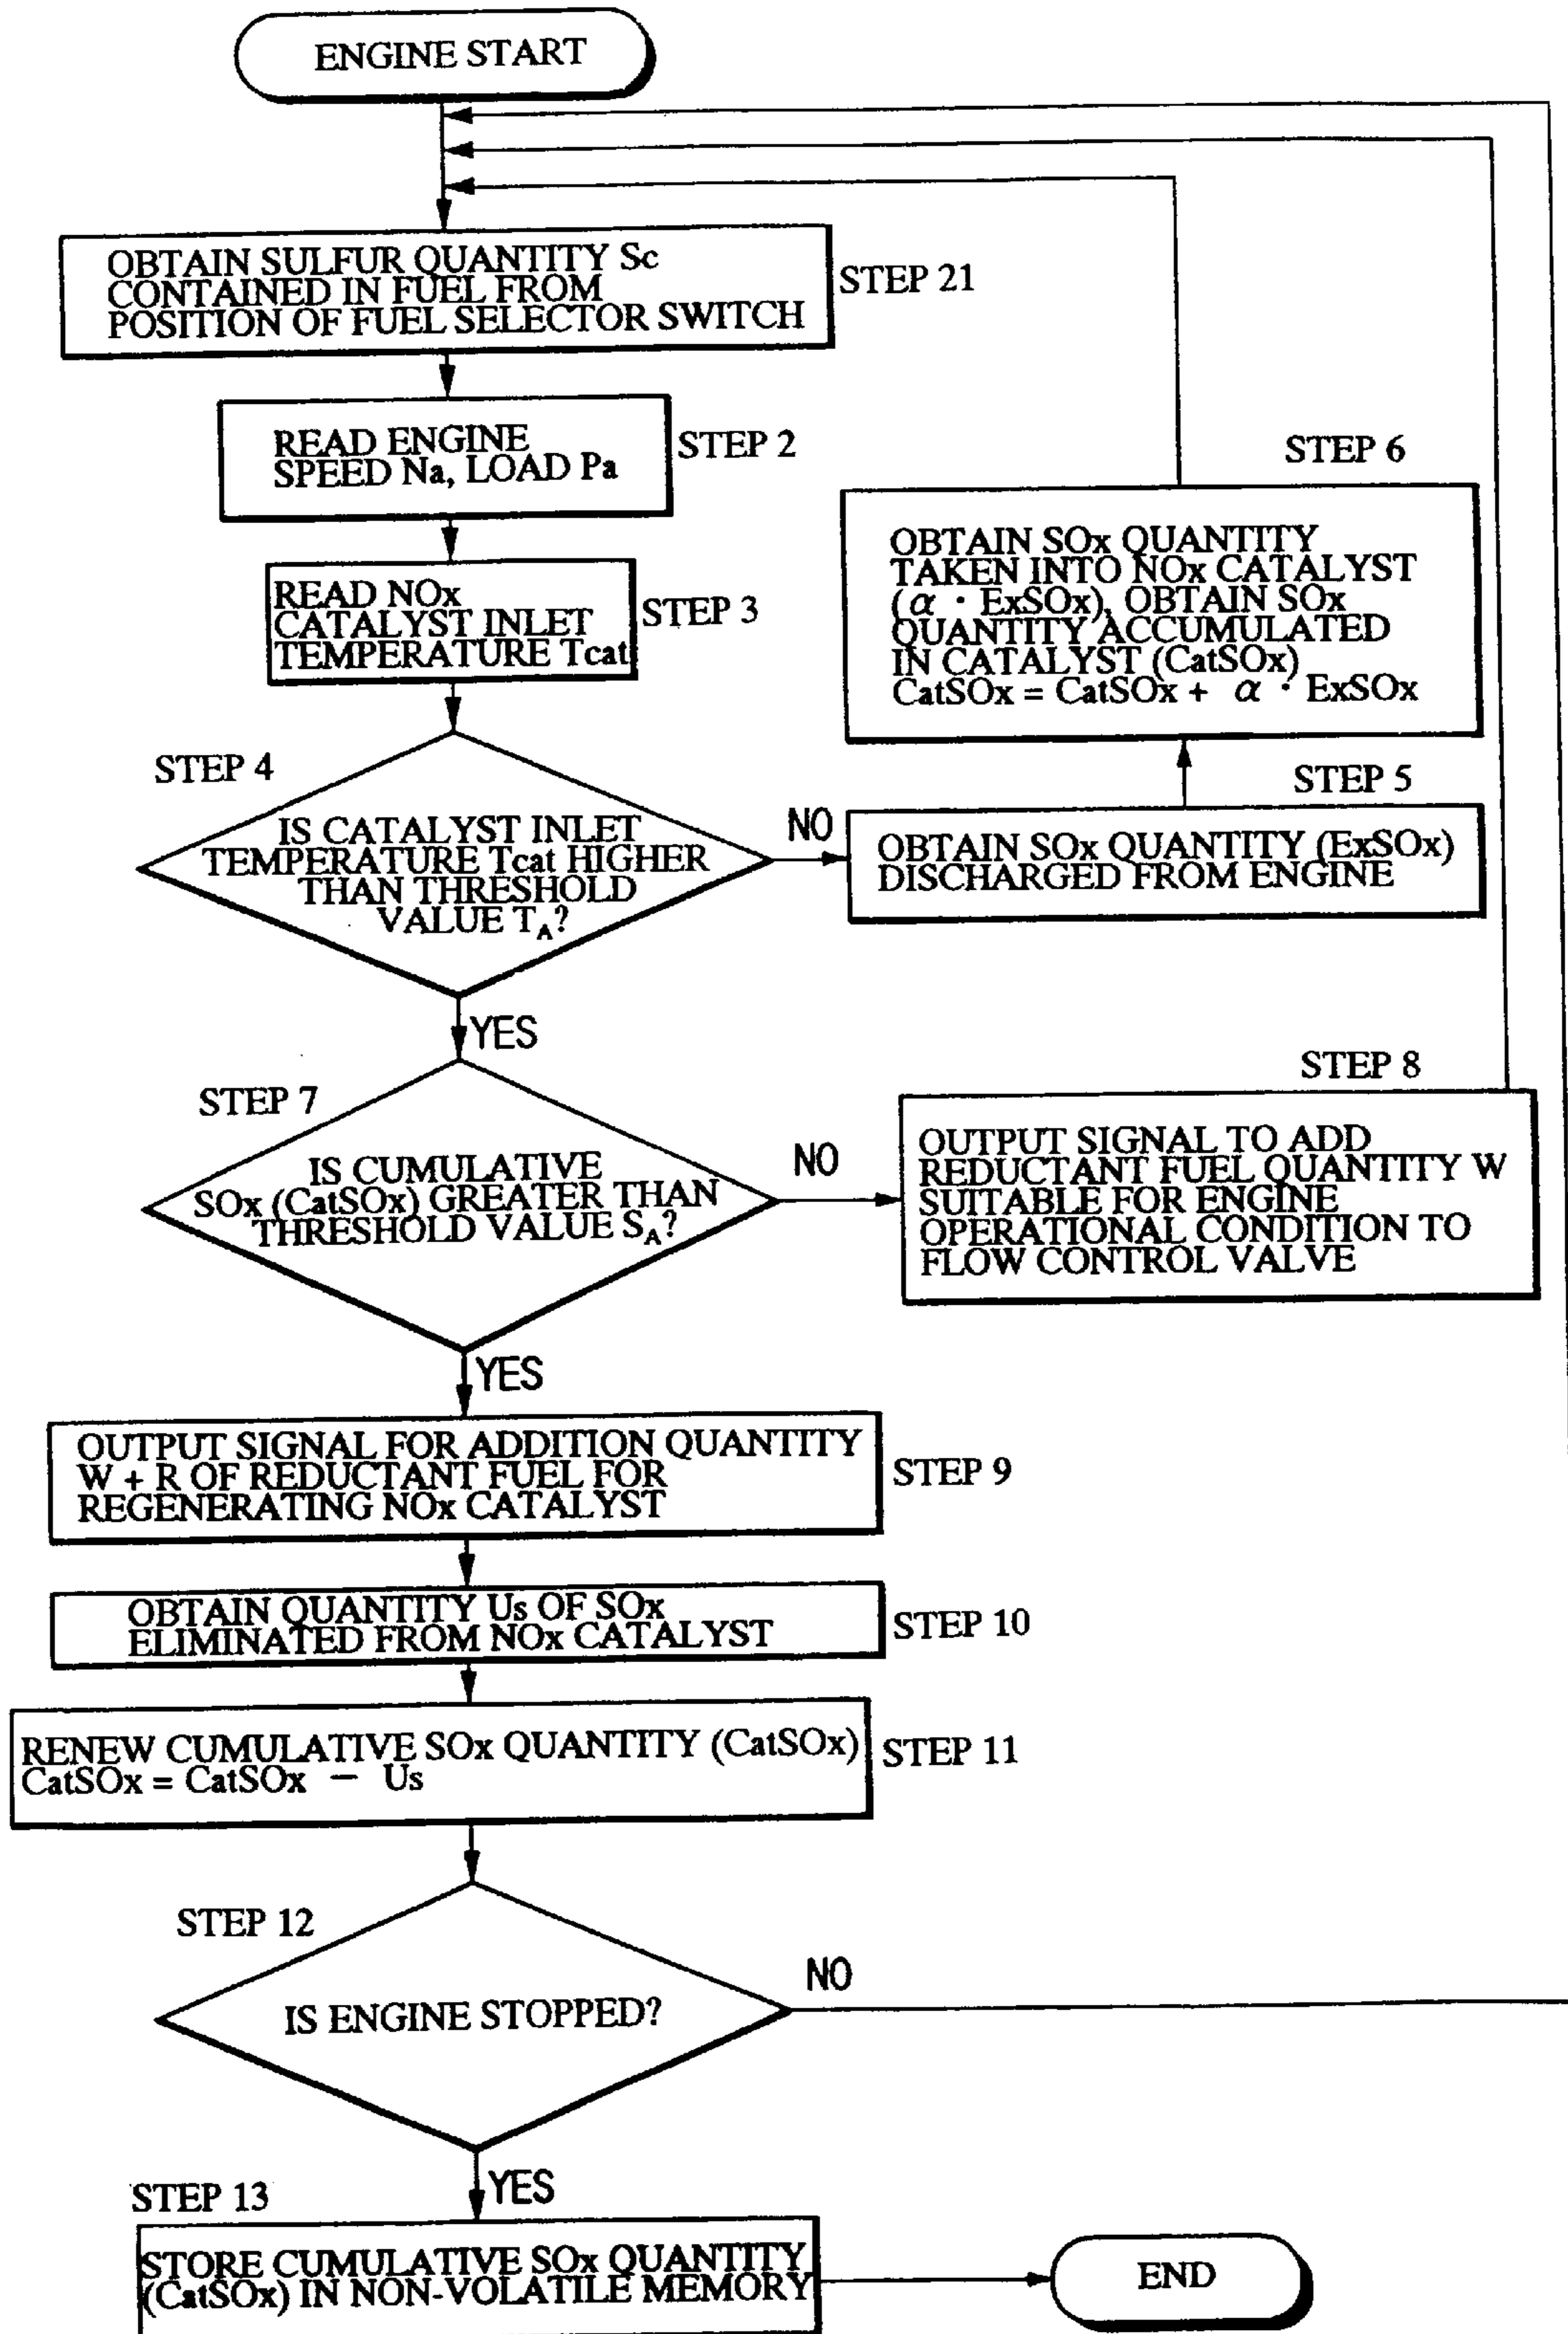 ENGINE START
OBTAIN SULFUR QUANTITY Sc
CONTAINED IN FUEL FROM
POSITION OF FUEL SELECTOR SWITCH
STEP 21
READ ENGINE
SPEED Na, LOAD Pa
STEP 2
READ NOx
CATALYST INLET
TEMPERATURE Tcat
STEP 3
STEP 6
OBTAIN SOx QUANTITY
TAKEN INTO NOx CATALYST
(α · ExSOx), OBTAIN SOx
QUANTITY ACCUMULATED
IN CATALYST (CatSOx)
CatSOx = CatSOx + α · ExSOx
STEP 4
IS CATALYST INLET
TEMPERATURE Tcat HIGHER
THAN THRESHOLD
VALUE TA?
NO
STEP 5
OBTAIN SOx QUANTITY (ExSOx)
DISCHARGED FROM ENGINE
YES
STEP 7
IS CUMULATIVE
SOx (CatSOx) GREATER THAN
THRESHOLD VALUE SA?
NO
STEP 8
OUTPUT SIGNAL TO ADD
REDUCTANT FUEL QUANTITY W
SUITABLE FOR ENGINE
OPERATIONAL CONDITION TO
FLOW CONTROL VALVE
YES
OUTPUT SIGNAL FOR ADDITION QUANTITY
W + R OF REDUCTANT FUEL FOR
REGENERATING NOx CATALYST
STEP 9
OBTAIN QUANTITY Us OF SOx
ELIMINATED FROM NOx CATALYST
STEP 10
RENEW CUMULATIVE SOx QUANTITY (CatSOx)
CatSOx = CatSOx − Us
STEP 11
STEP 12
IS ENGINE STOPPED?
NO
YES
STEP 13
STORE CUMULATIVE SOx QUANTITY
(CatSOx) IN NON-VOLATILE MEMORY
END